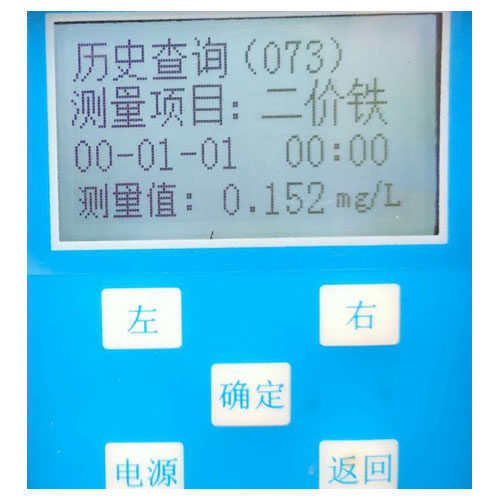 历史查询(073)
测量项目: 二价铁
00-01-01 00:00
测量值: 0.152 mg/L
左 右
确定
电源 返回